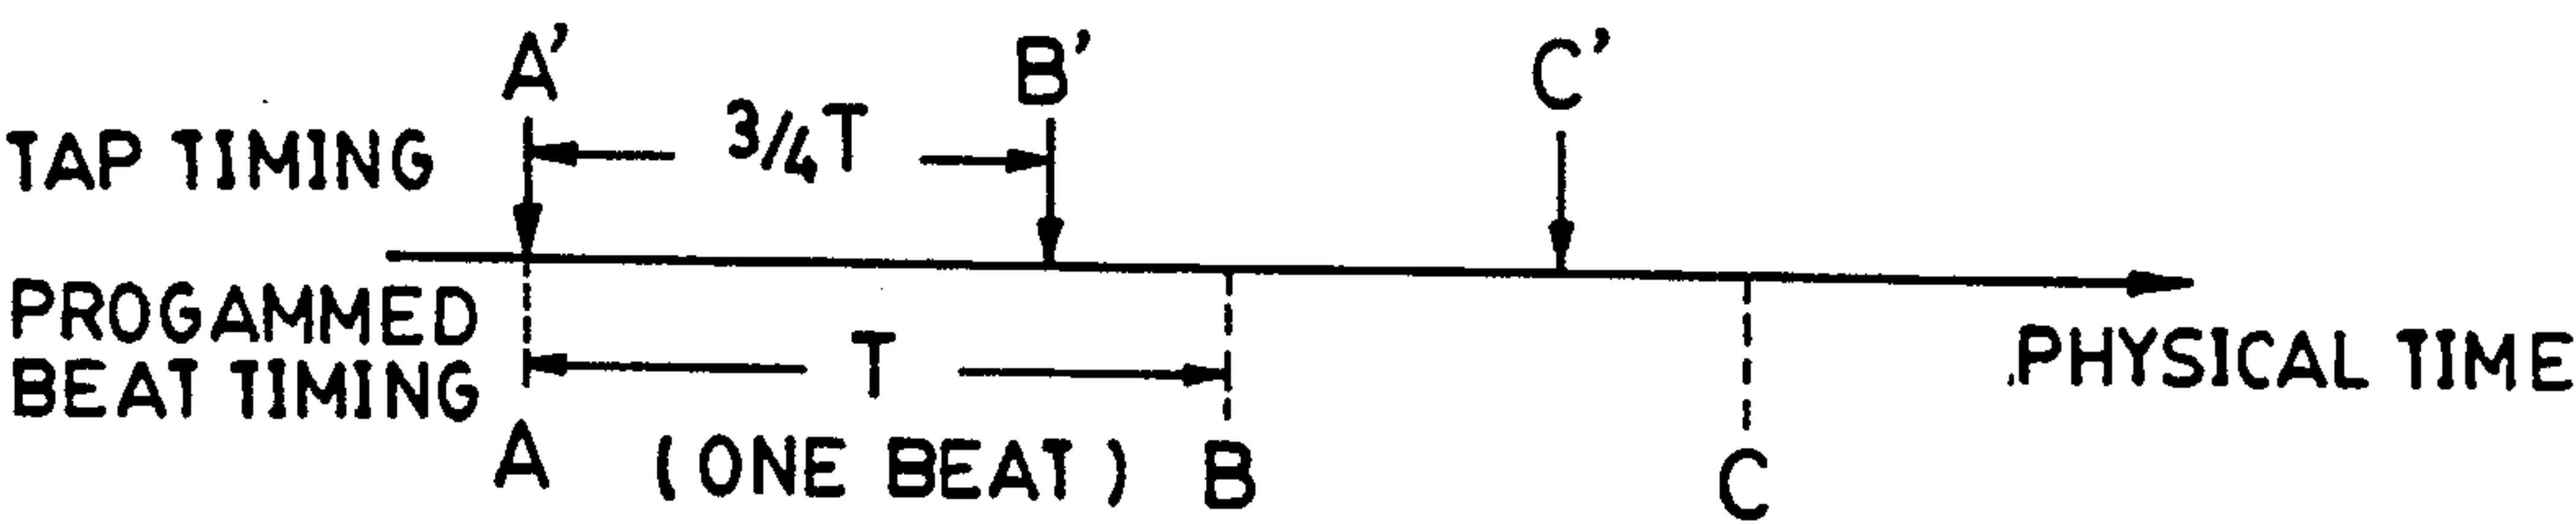 A' B' C'
TAP TIMING 3/4T
PROGAMMED
BEAT TIMING T PHYSICAL TIME
A (ONE BEAT) B C